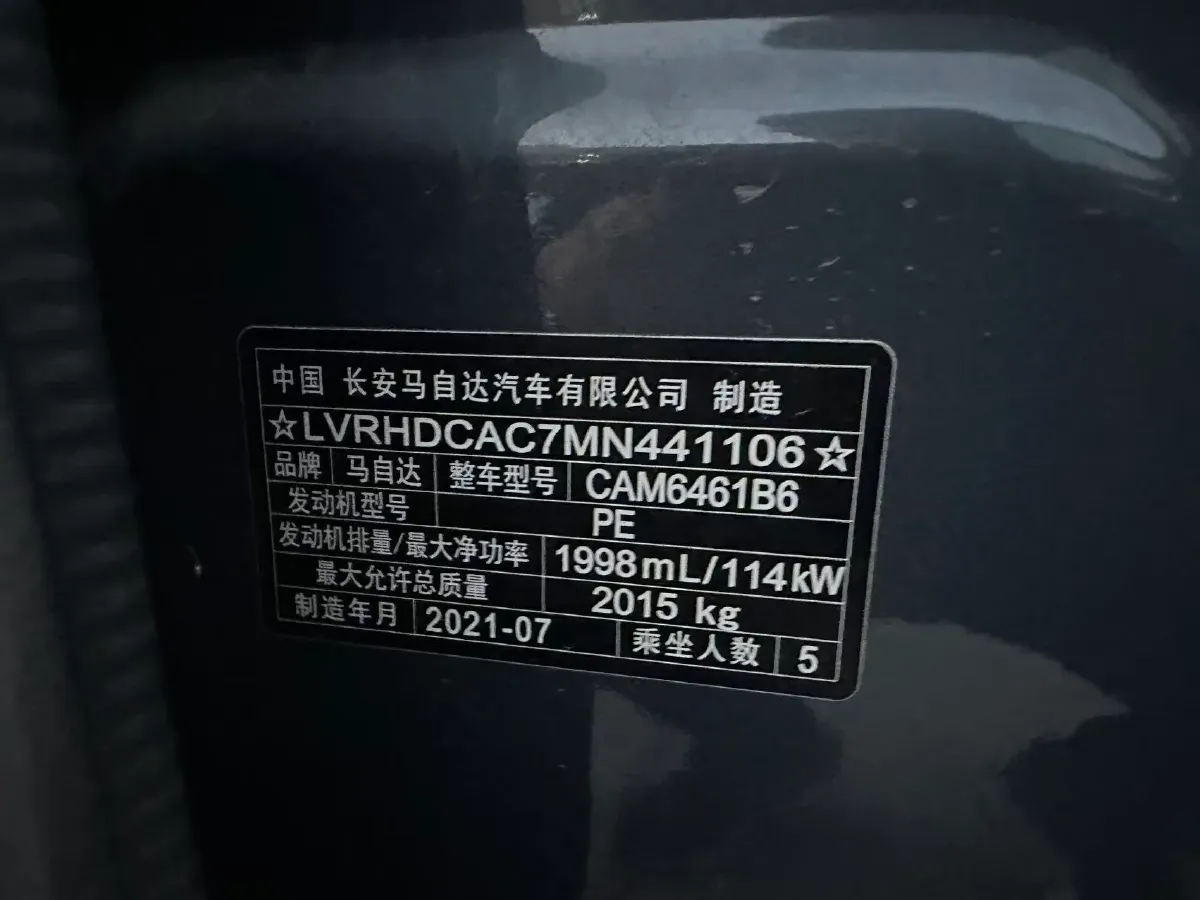 中国 长安马自达汽车有限公司 制造
☆LVRHDCAC7MN441106☆
品牌 马自达 整车型号 CAM6461B6
发动机型号 PE
发动机排量/最大净功率 1998mL/114kW
最大允许总质量 2015 kg
制造年月 2021-07 乘坐人数 5